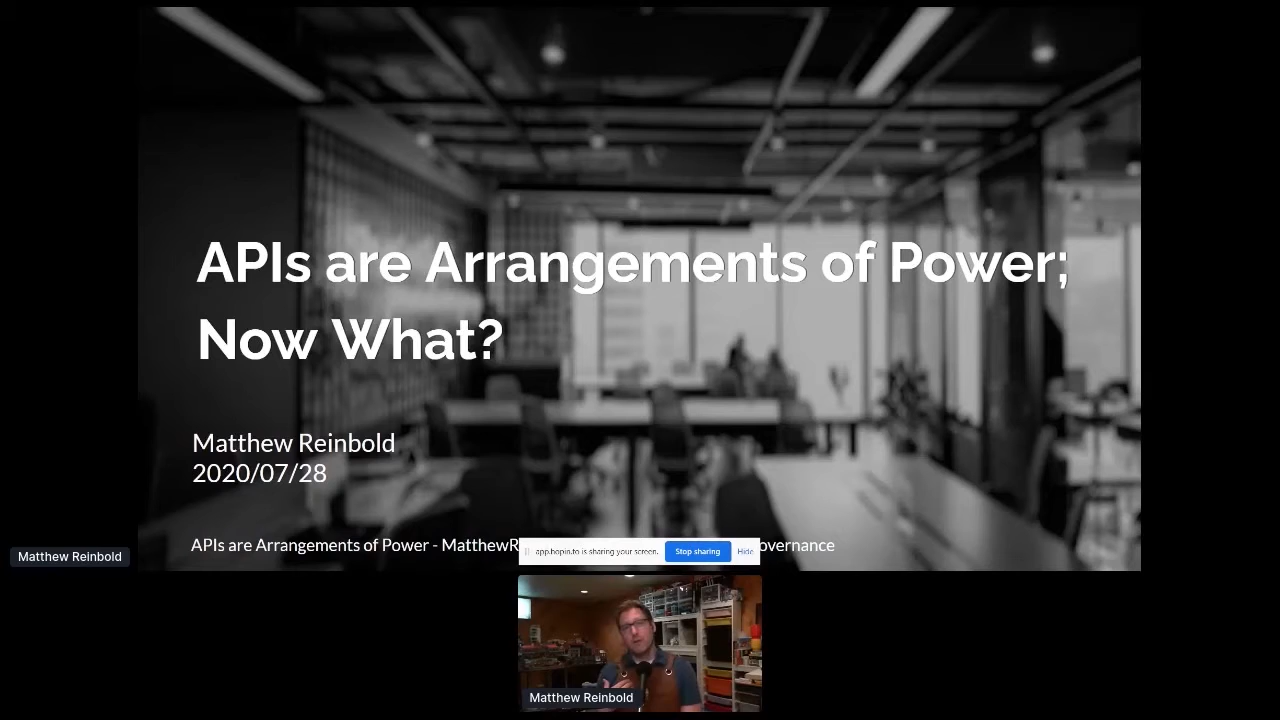 APIs are Arrangements of Power;
Now What?
Matthew Reinbold
2020/07/28
APIs are Arrangements of Power - MatthewR
overnance
app.hopin.to is sharing your screen.
Stop sharing
Hide
Matthew Reinbold
Matthew Reinbold